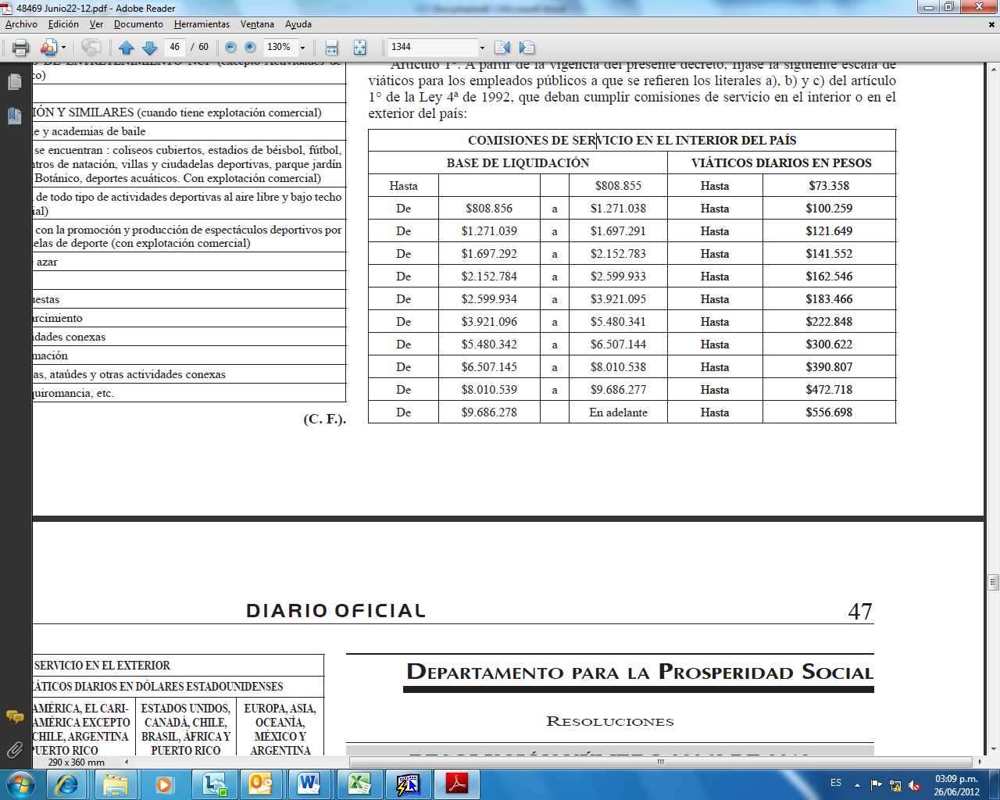 48469 Junio22-12.pdf - Adobe Reader
Archivo Edición Ver Documento Herramientas Ventana Ayuda
46 / 60 130% 1344
co)
IÓN Y SIMILARES (cuando tiene explotación comercial)
le y academias de baile
se encuentran : coliseos cubiertos, estadios de béisbol, fútbol,
ntros de natación, villas y ciudadelas deportivas, parque jardín
Botánico, deportes acuáticos. Con explotación comercial)
de todo tipo de actividades deportivas al aire libre y bajo techo
ial)
con la promoción y producción de espectáculos deportivos por
uelas de deporte (con explotación comercial)
azar
uestas
arcimiento
idades conexas
mación
as, ataúdes y otras actividades conexas
quiromancia, etc.
(C. F.).
Artículo 1°. A partir de la vigencia del presente decreto, fíjase la siguiente escala de
viáticos para los empleados públicos a que se refieren los literales a), b) y c) del artículo
1° de la Ley 4ª de 1992, que deban cumplir comisiones de servicio en el interior o en el
exterior del país:
COMISIONES DE SERVICIO EN EL INTERIOR DEL PAÍS
BASE DE LIQUIDACIÓN VIÁTICOS DIARIOS EN PESOS
Hasta $808.855 Hasta $73.358
De $808.856 a $1.271.038 Hasta $100.259
De $1.271.039 a $1.697.291 Hasta $121.649
De $1.697.292 a $2.152.783 Hasta $141.552
De $2.152.784 a $2.599.933 Hasta $162.546
De $2.599.934 a $3.921.095 Hasta $183.466
De $3.921.096 a $5.480.341 Hasta $222.848
De $5.480.342 a $6.507.144 Hasta $300.622
De $6.507.145 a $8.010.538 Hasta $390.807
De $8.010.539 a $9.686.277 Hasta $472.718
De $9.686.278 En adelante Hasta $556.698
DIARIO OFICIAL 47
SERVICIO EN EL EXTERIOR
IÁTICOS DIARIOS EN DÓLARES ESTADOUNIDENSES
AMÉRICA, EL CARI-
AMÉRICA EXCEPTO
CHILE, ARGENTINA
PUERTO RICO
ESTADOS UNIDOS,
CANADÁ, CHILE,
BRASIL, ÁFRICA Y
PUERTO RICO
EUROPA, ASIA,
OCEANÍA,
MÉXICO Y
ARGENTINA
DEPARTAMENTO PARA LA PROSPERIDAD SOCIAL
RESOLUCIONES
290 x 360 mm
ES 03:09 p.m.
26/06/2012